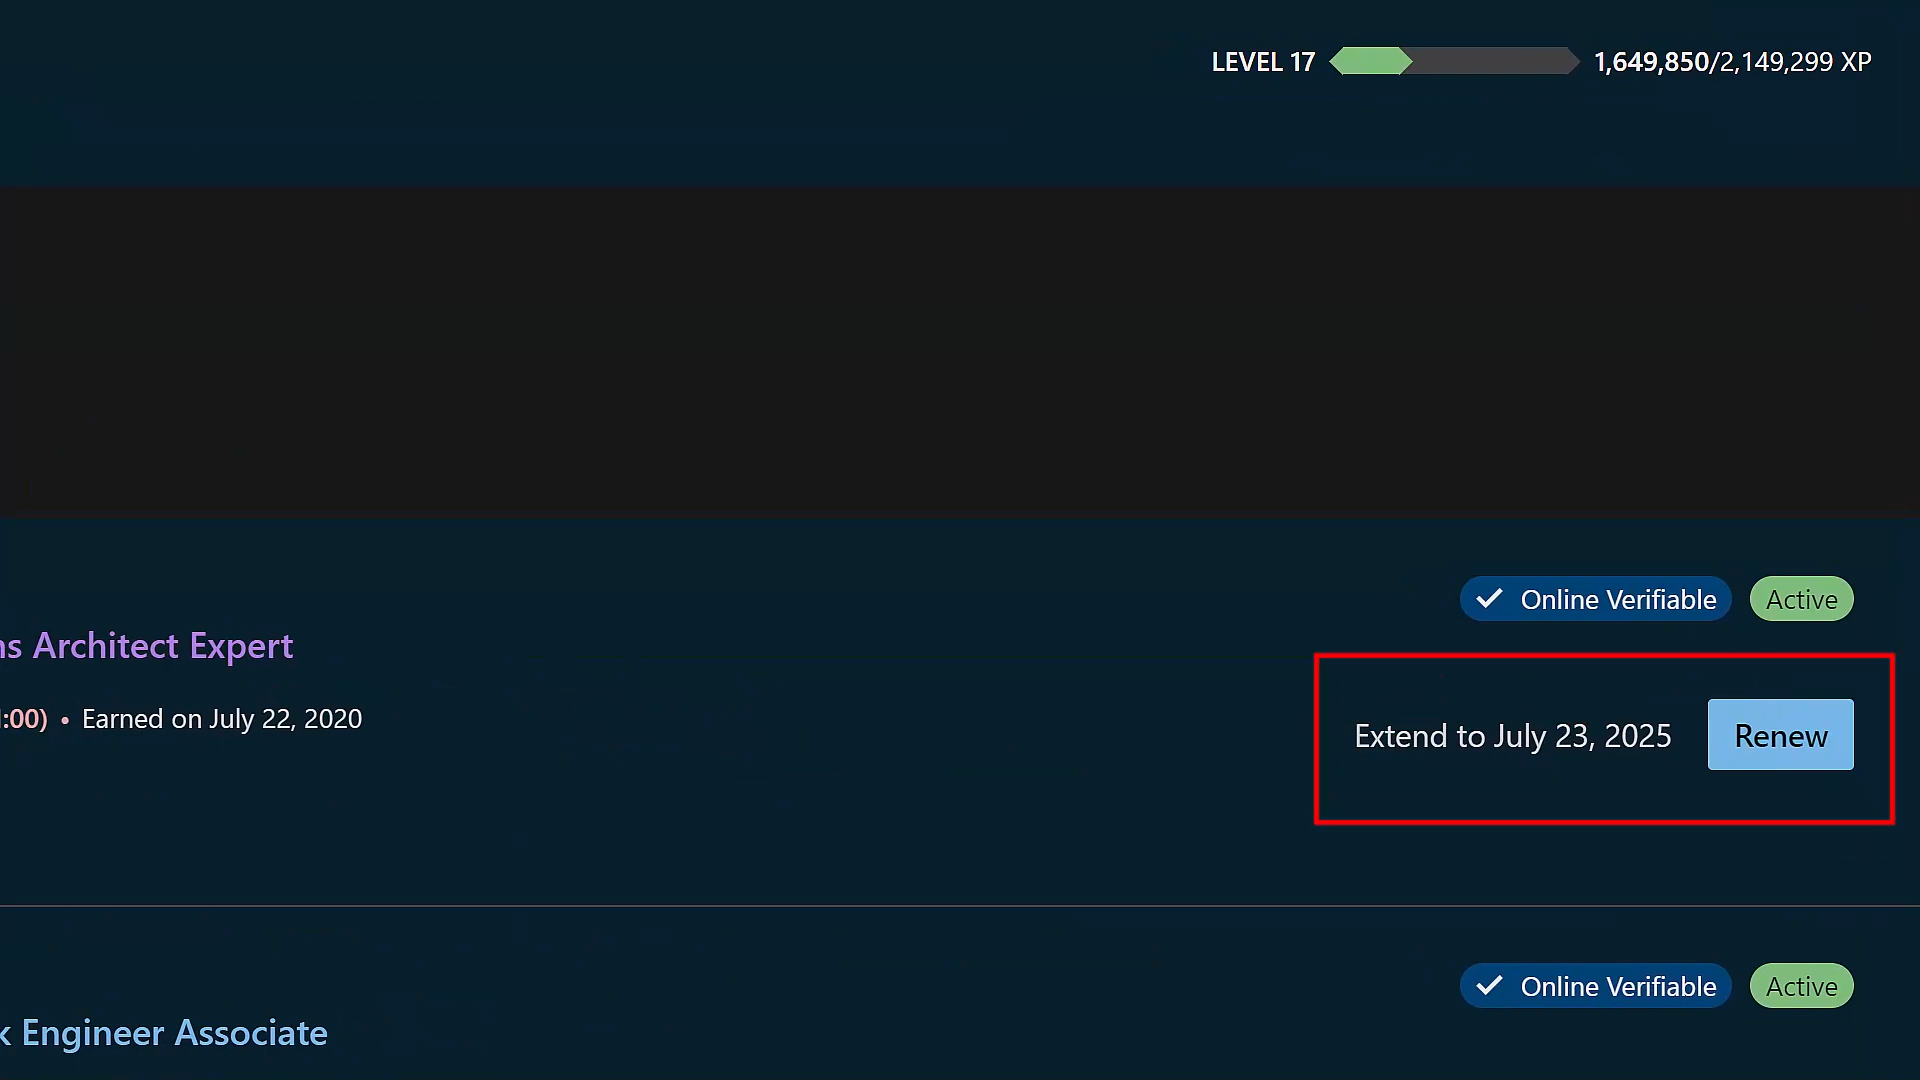 LEVEL 17 1,649,850/2,149,299 XP
Online Verifiable Active
Architect Expert
:00) • Earned on July 22, 2020
Extend to July 23, 2025 Renew
Online Verifiable Active
Engineer Associate